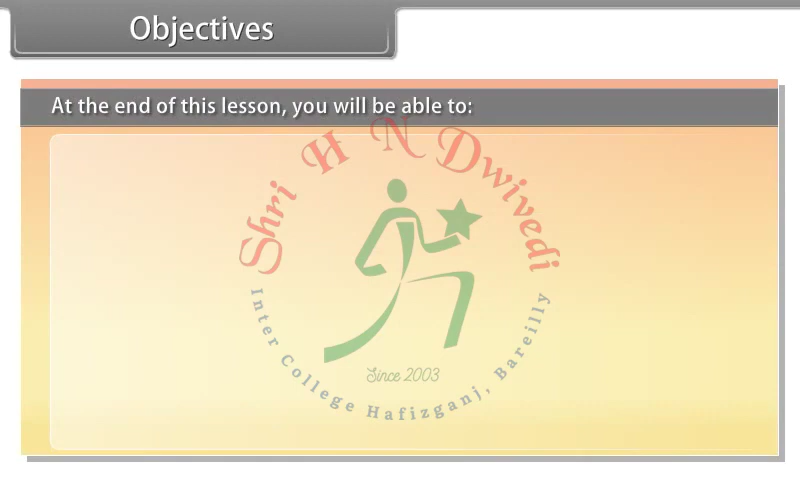 Objectives
At the end of this lesson, you will be able to:
Shri H N Dwivedi
Since 2003
Inter College Hafizganj, Bareilly